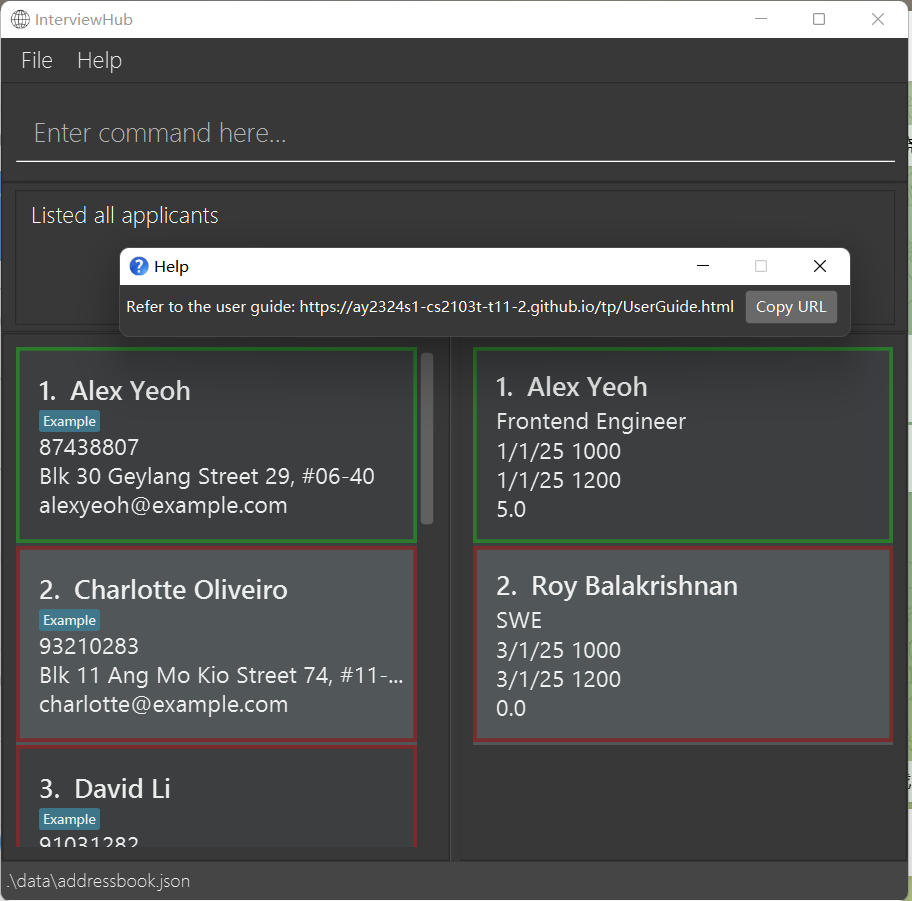 InterviewHub
File Help
Enter command here...
Listed all applicants
Help
Refer to the user guide: https://ay2324s1-cs2103t-t11-2.github.io/tp/UserGuide.html Copy URL
1. Alex Yeoh
Example
87438807
Blk 30 Geylang Street 29, #06-40
alexyeoh@example.com
2. Charlotte Oliveiro
Example
93210283
Blk 11 Ang Mo Kio Street 74, #11-...
charlotte@example.com
3. David Li
Example
91031282
1. Alex Yeoh
Frontend Engineer
1/1/25 1000
1/1/25 1200
5.0
2. Roy Balakrishnan
SWE
3/1/25 1000
3/1/25 1200
0.0
.\data\addressbook.json